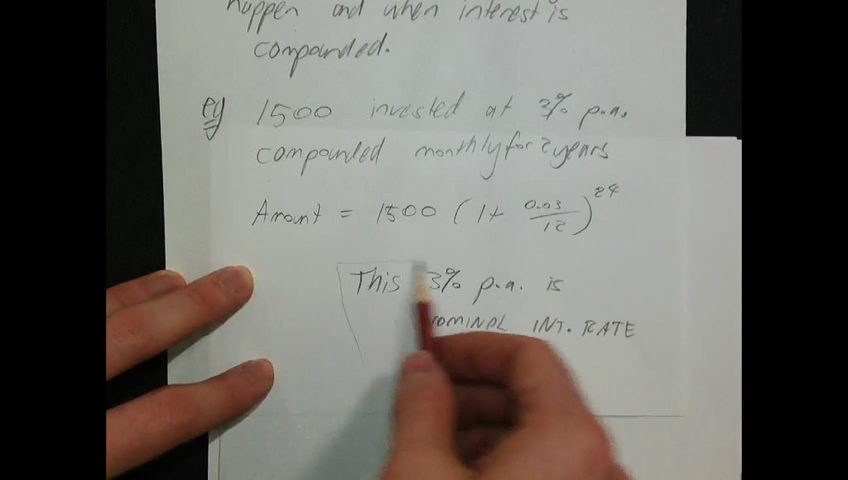 happen and when interest is
compounded.
eg 1500 invested at 3% p.a.
compounded monthly for 2 years
Amount = 1500 (1+ 0.03/12)^24
This 3% p.a. is
NOMINAL INT. RATE